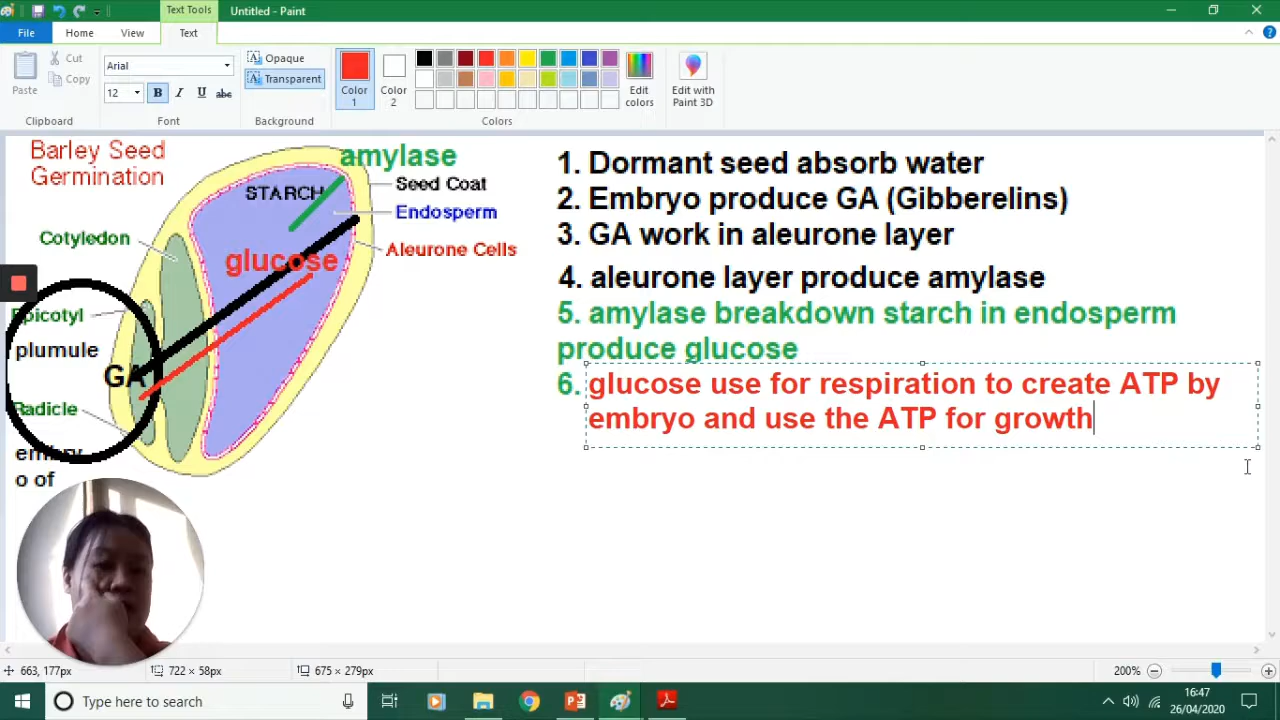 Text Tools
Untitled - Paint
File
Home
View
Text
Paste
Cut
Copy
Arial
12
B
I
U
abc
Opaque
Transparent
Color
1
Color
2
Edit
colors
Edit with
Paint 3D
Clipboard
Font
Background
Colors
Barley Seed
Germination
amylase
STARCH
Seed Coat
Endosperm
Cotyledon
Aleurone Cells
glucose
Epicotyl
plumule
GA
Radicle
embry
o of
1. Dormant seed absorb water
2. Embryo produce GA (Gibberelins)
3. GA work in aleurone layer
4. aleurone layer produce amylase
5. amylase breakdown starch in endosperm
produce glucose
6. glucose use for respiration to create ATP by
embryo and use the ATP for growth
663, 177px
722 × 58px
675 × 279px
200%
Type here to search
16:47
26/04/2020